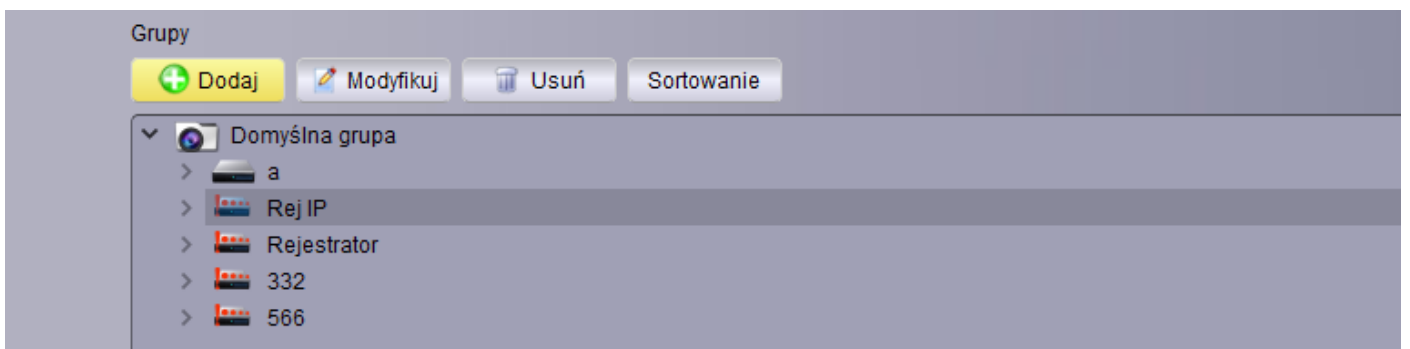 Grupy
Dodaj Modyfikuj Usuń Sortowanie
Domyślna grupa
a
Rej IP
Rejestrator
332
566